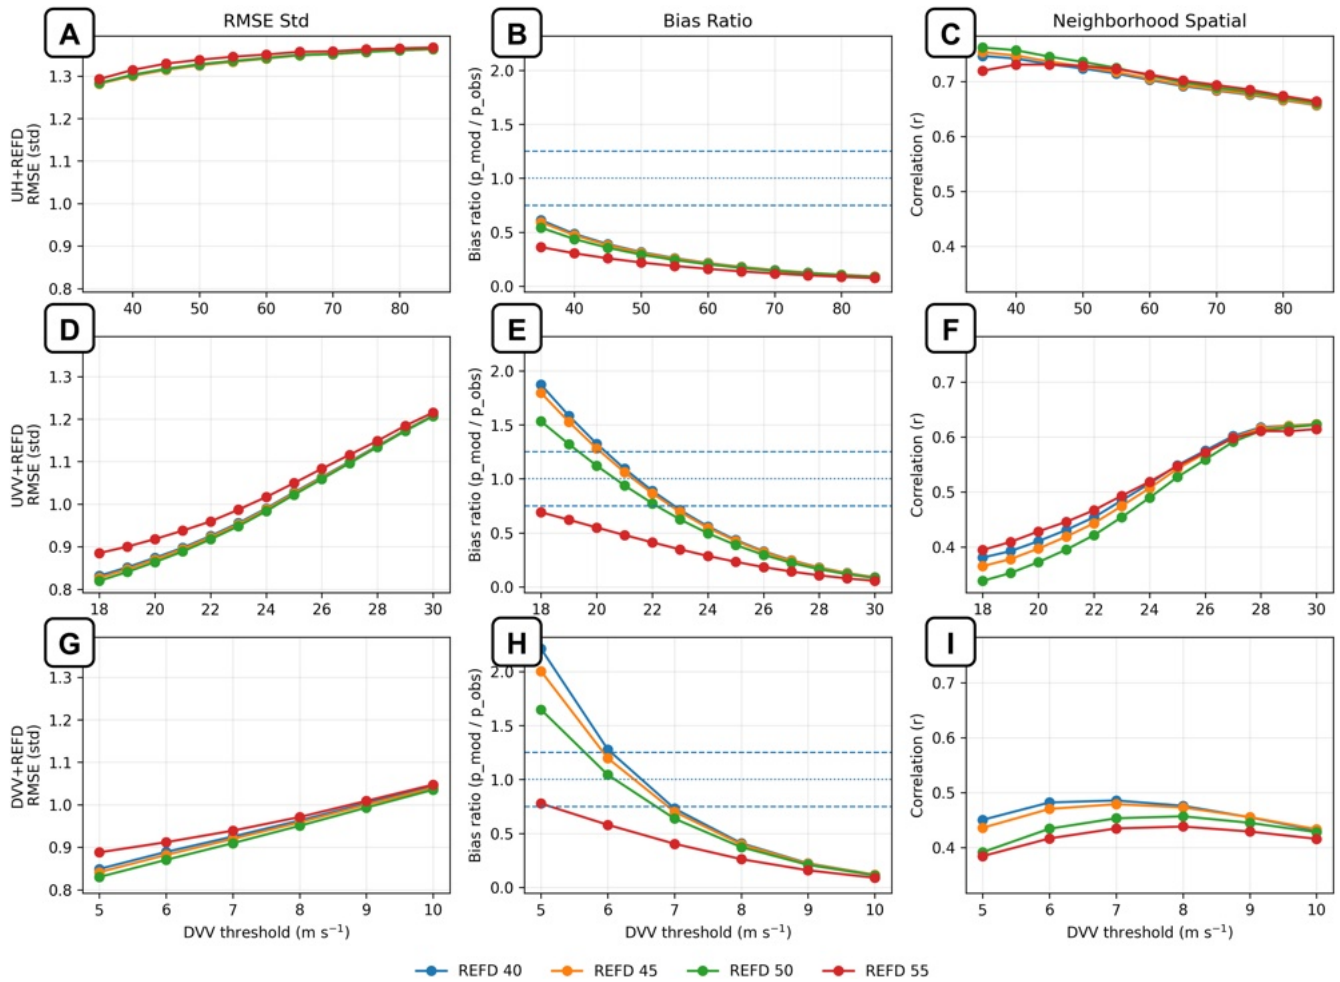 A
RMSE Std
UH+REFD
RMSE (std)
1.3
1.2
1.1
1.0
0.9
0.8
40 50 60 70 80
B
Bias Ratio
Bias ratio (p_mod / p_obs)
2.0
1.5
1.0
0.5
0.0
40 50 60 70 80
C
Neighborhood Spatial
Correlation (r)
0.7
0.6
0.5
0.4
40 50 60 70 80
D
UVV+REFD
RMSE (std)
1.3
1.2
1.1
1.0
0.9
0.8
18 20 22 24 26 28 30
E
Bias ratio (p_mod / p_obs)
2.0
1.5
1.0
0.5
0.0
18 20 22 24 26 28 30
F
Correlation (r)
0.7
0.6
0.5
0.4
18 20 22 24 26 28 30
G
DVV+REFD
RMSE (std)
1.3
1.2
1.1
1.0
0.9
0.8
5 6 7 8 9 10
DVV threshold (m s⁻¹)
H
Bias ratio (p_mod / p_obs)
2.0
1.5
1.0
0.5
0.0
5 6 7 8 9 10
DVV threshold (m s⁻¹)
I
Correlation (r)
0.7
0.6
0.5
0.4
5 6 7 8 9 10
DVV threshold (m s⁻¹)
REFD 40 REFD 45 REFD 50 REFD 55